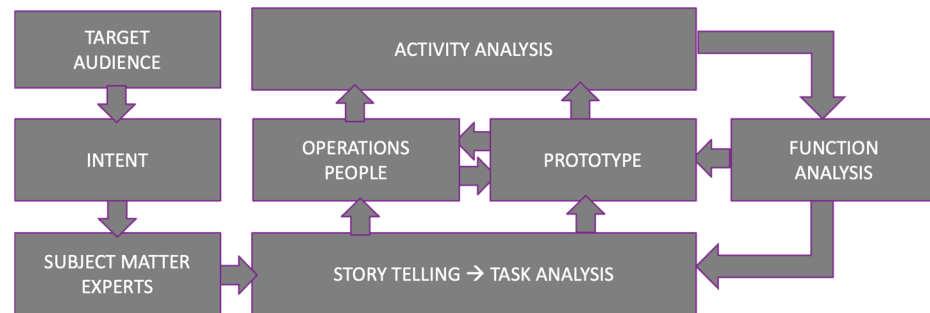 TARGET
AUDIENCE
ACTIVITY ANALYSIS
INTENT
OPERATIONS
PEOPLE
PROTOTYPE
FUNCTION
ANALYSIS
SUBJECT MATTER
EXPERTS
STORY TELLING → TASK ANALYSIS